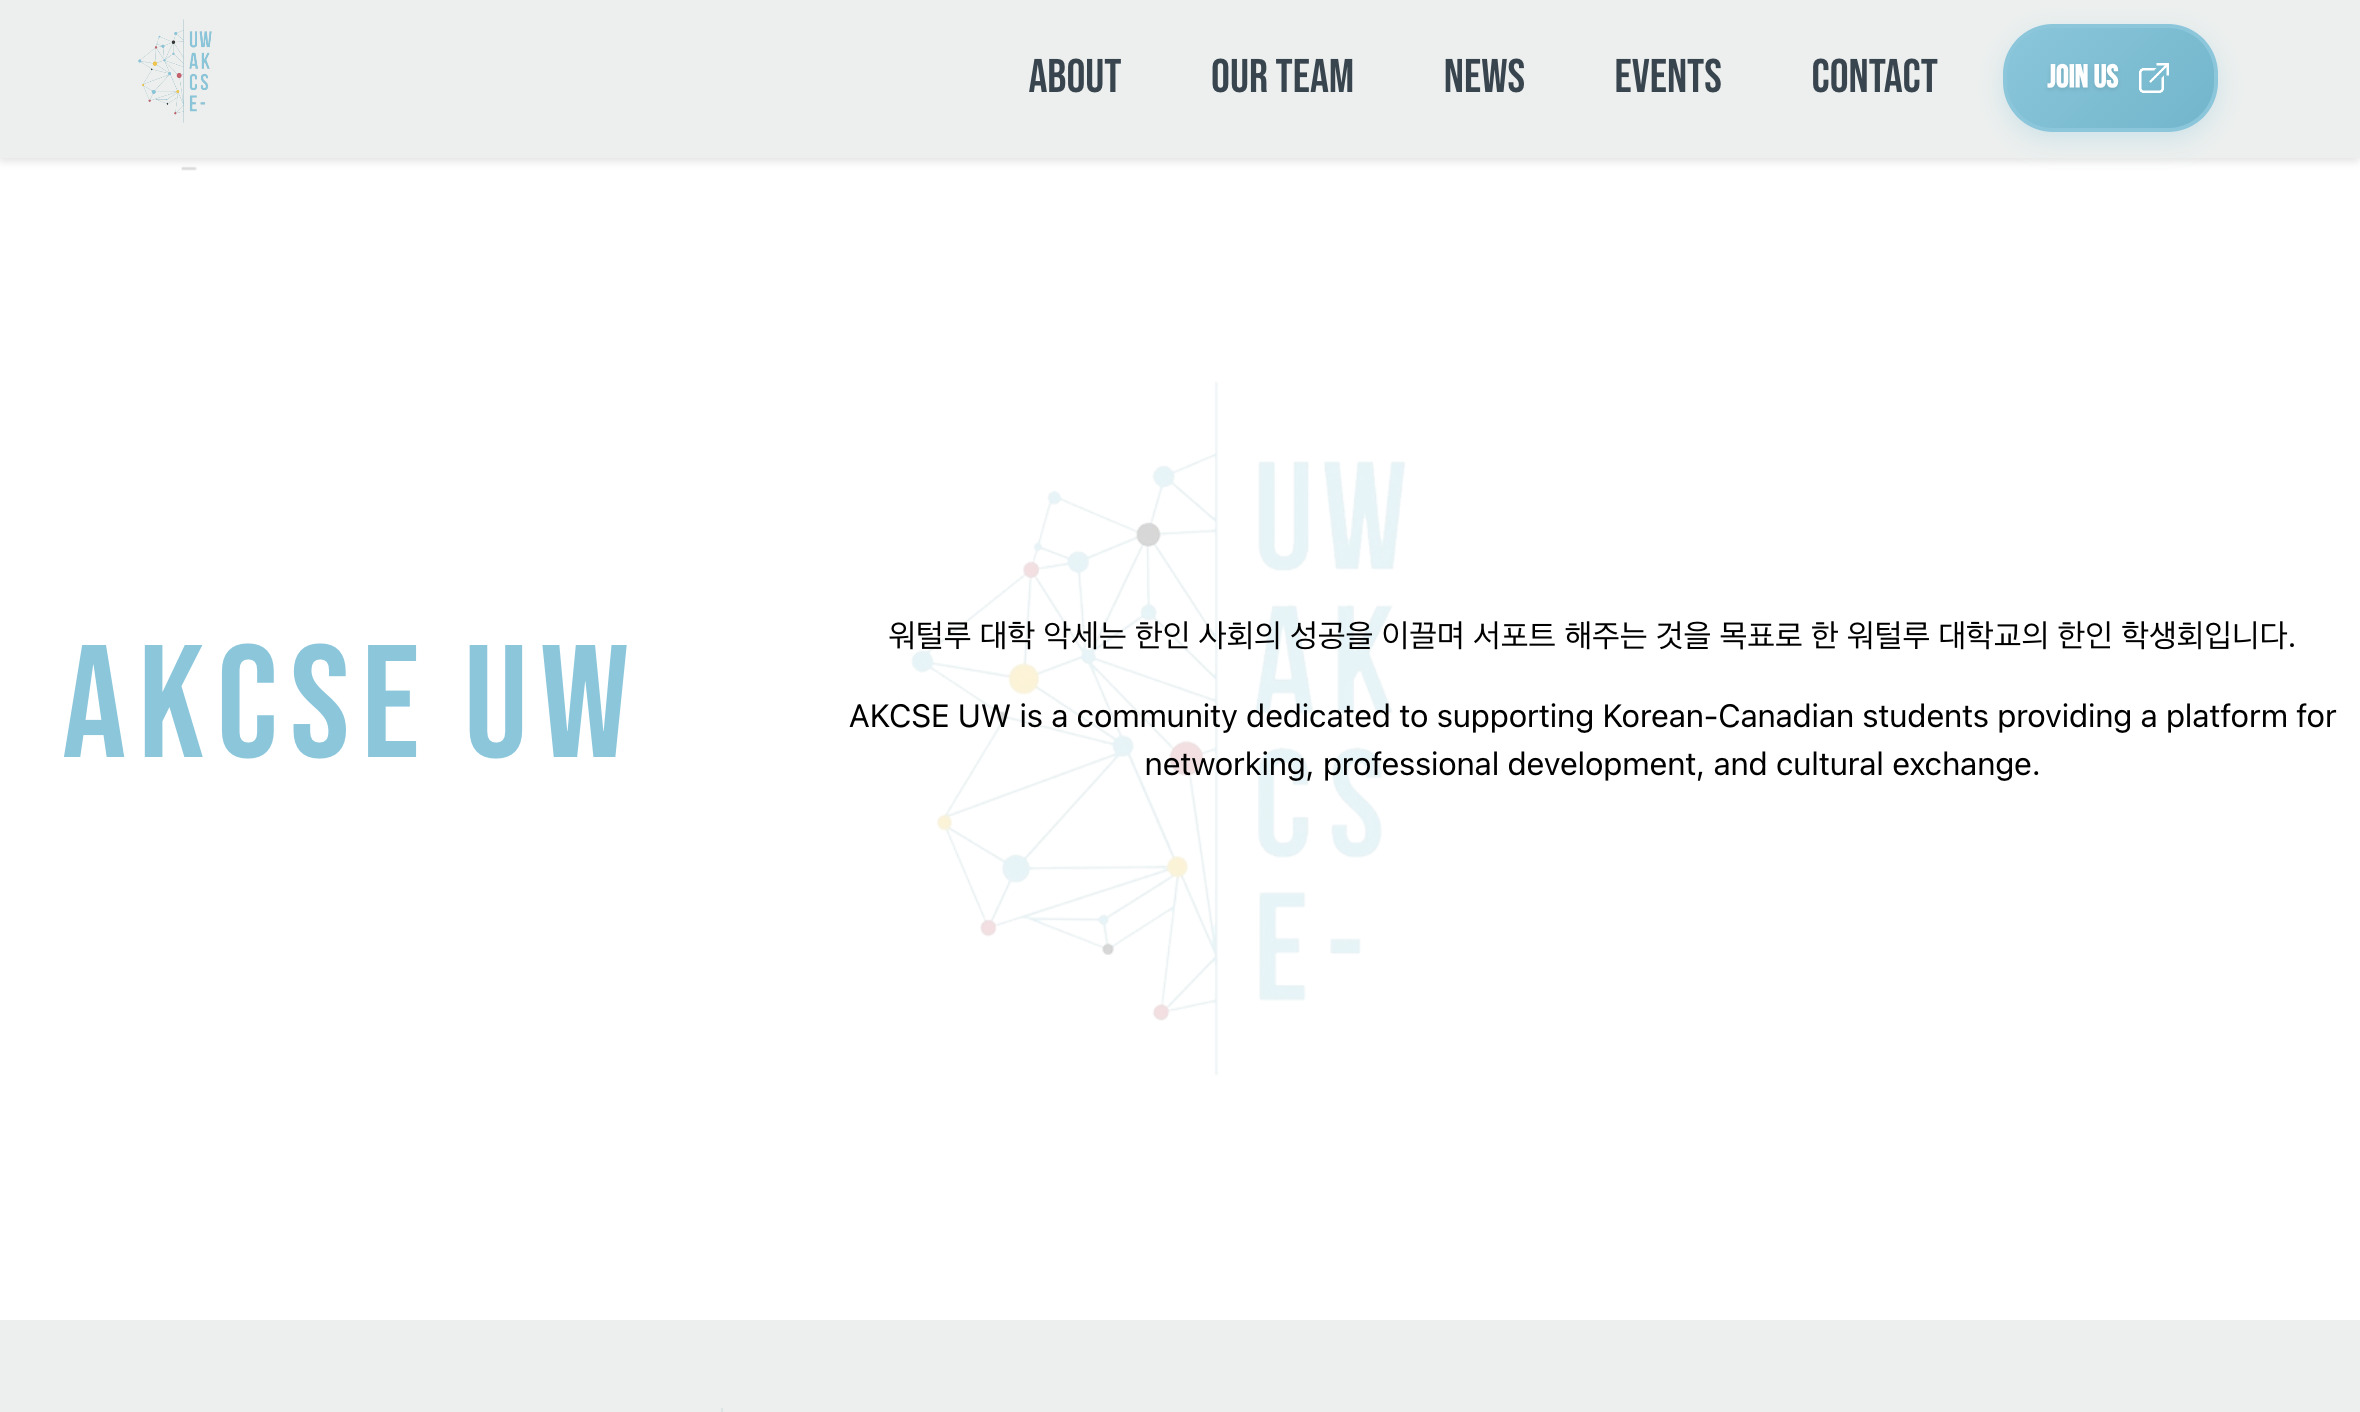 UW
AK
CS
E-
ABOUT
OUR TEAM
NEWS
EVENTS
CONTACT
JOIN US
UW
AK
CS
E-
AKCSE UW
워털루 대학 악세는 한인 사회의 성공을 이끌며 서포트 해주는 것을 목표로 한 워털루 대학교의 한인 학생회입니다.
AKCSE UW is a community dedicated to supporting Korean-Canadian students providing a platform for
networking, professional development, and cultural exchange.